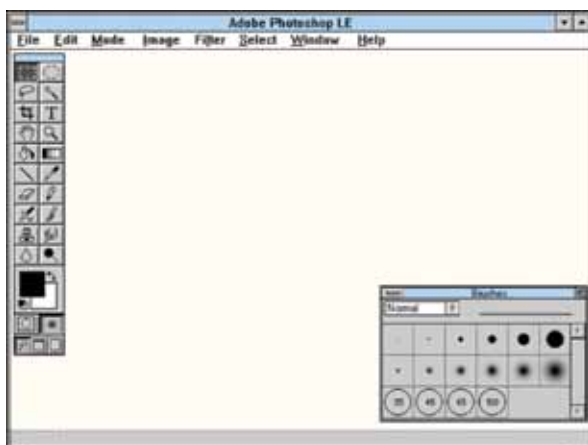 Adobe Photoshop LE
File Edit Mode Image Filter Select Window Help
T
Brushes
Normal
35 45 65 100